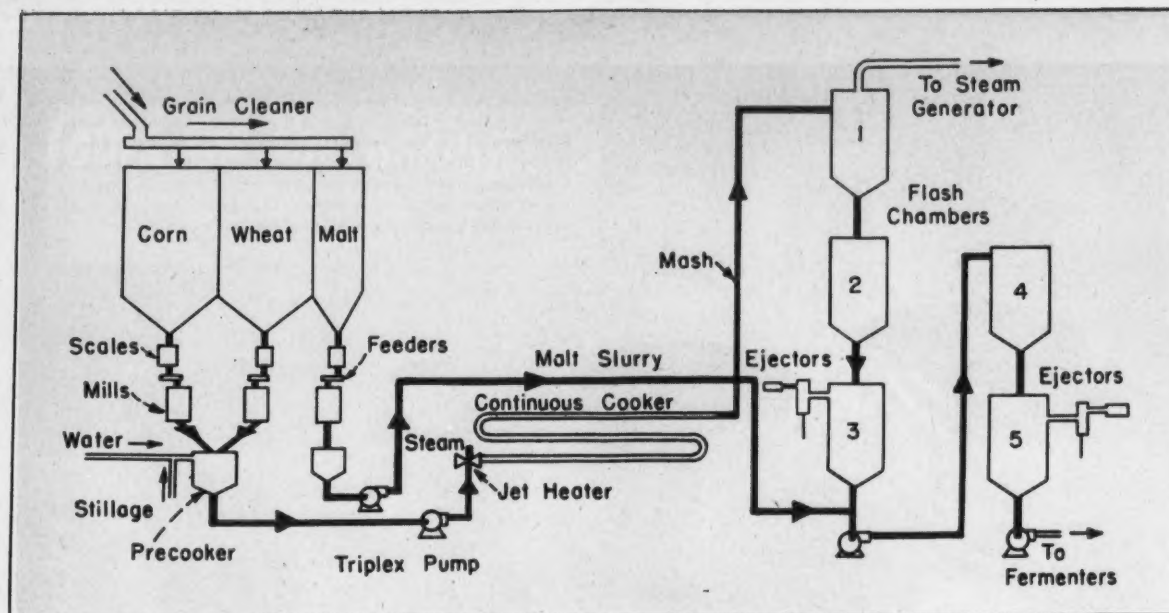 Grain Cleaner
Corn
Wheat
Malt
Scales
Feeders
Mills
Water
Stillage
Precooker
Triplex Pump
Steam
Jet Heater
Continuous Cooker
Malt Slurry
Mash
To Steam
Generator
1
Flash
Chambers
2
Ejectors
3
4
Ejectors
5
To
Fermenters